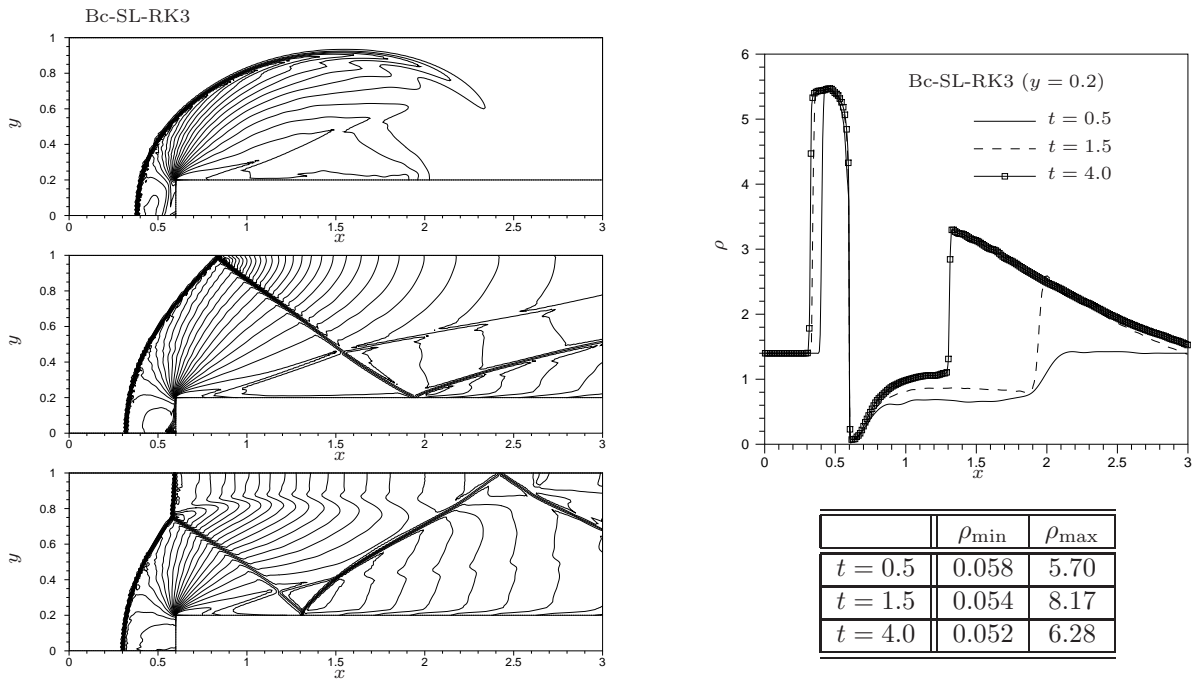 Bc-SL-RK3
1
0.8
0.6
0.4
0.2
0
y
0 0.5 1 1.5 2 2.5 3
x
1
0.8
0.6
0.4
0.2
0
y
0 0.5 1 1.5 2 2.5 3
x
1
0.8
0.6
0.4
0.2
0
y
0 0.5 1 1.5 2 2.5 3
x
Bc-SL-RK3 (y = 0.2)
t = 0.5
t = 1.5
t = 4.0
6
5
4
3
2
1
0
ρ
0 0.5 1 1.5 2 2.5 3
x
ρmin ρmax
t = 0.5 0.058 5.70
t = 1.5 0.054 8.17
t = 4.0 0.052 6.28